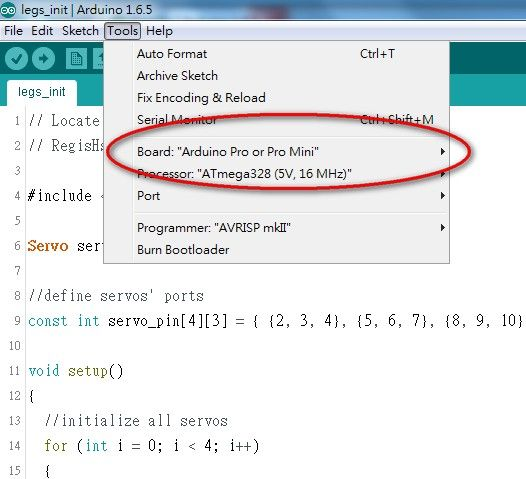 legs_init | Arduino 1.6.5
File Edit Sketch Tools Help
Auto Format Ctrl+T
Archive Sketch
Fix Encoding & Reload
Serial Monitor Ctrl+Shift+M
Board: "Arduino Pro or Pro Mini"
Processor: "ATmega328 (5V, 16 MHz)"
Port
Programmer: "AVRISP mkII"
Burn Bootloader
legs_init
1 // Locate
2 // RegisHs
3
4 #include <
5
6 Servo ser
7
8 //define servos' ports
9 const int servo_pin[4][3] = { {2, 3, 4}, {5, 6, 7}, {8, 9, 10}
10
11 void setup()
12 {
13 //initialize all servos
14 for (int i = 0; i < 4; i++)
15 {